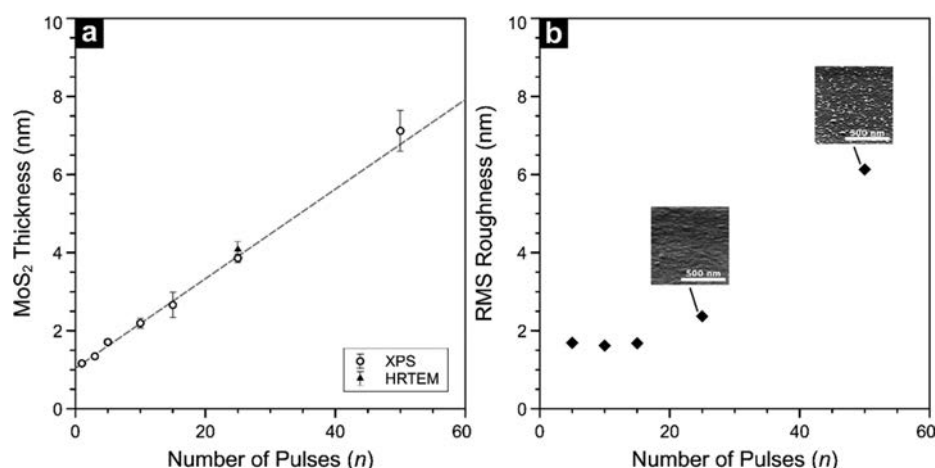 a
10
8
6
4
2
0
MoS₂ Thickness (nm)
XPS
HRTEM
0
20
40
60
Number of Pulses (n)
b
10
8
6
4
2
0
RMS Roughness (nm)
500 nm
500 nm
0
20
40
60
Number of Pulses (n)